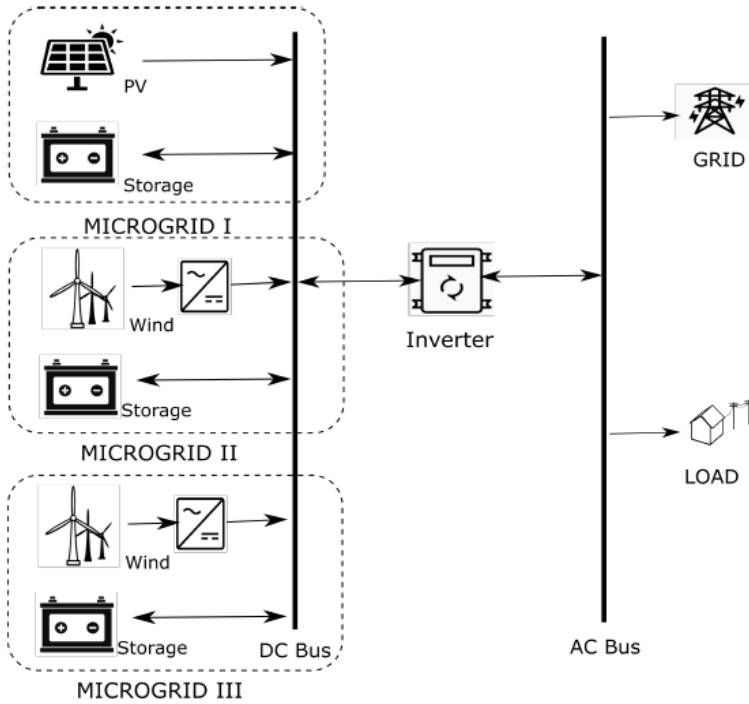 PV
Storage
MICROGRID I
Wind
Storage
MICROGRID II
Wind
Storage
DC Bus
MICROGRID III
Inverter
AC Bus
GRID
LOAD